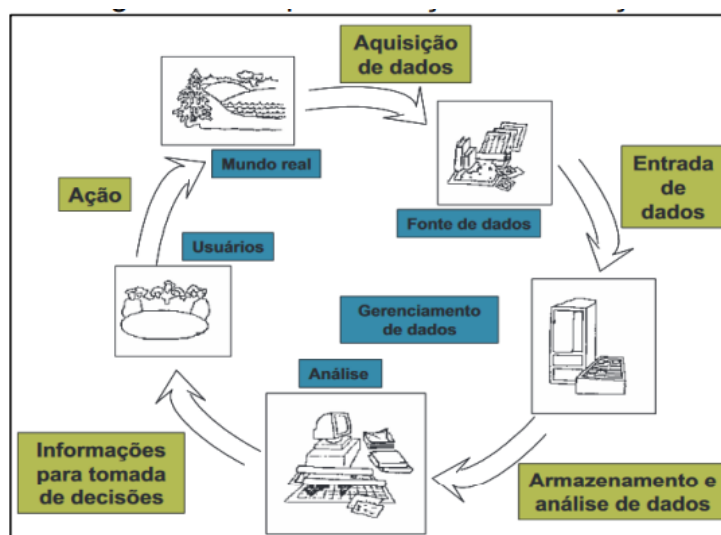 Aquisição
de dados
Mundo real
Entrada
de
dados
Fonte de dados
Ação
Usuários
Gerenciamento
de dados
Análise
Informações
para tomada
de decisões
Armazenamento e
análise de dados